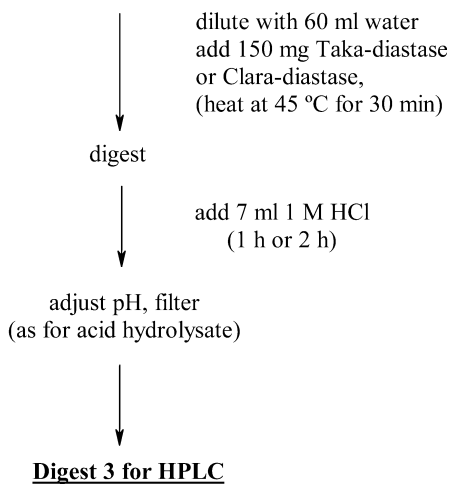 dilute with 60 ml water
add 150 mg Taka-diastase
or Clara-diastase,
(heat at 45 ºC for 30 min)
digest
add 7 ml 1 M HCl
(1 h or 2 h)
adjust pH, filter
(as for acid hydrolysate)
Digest 3 for HPLC